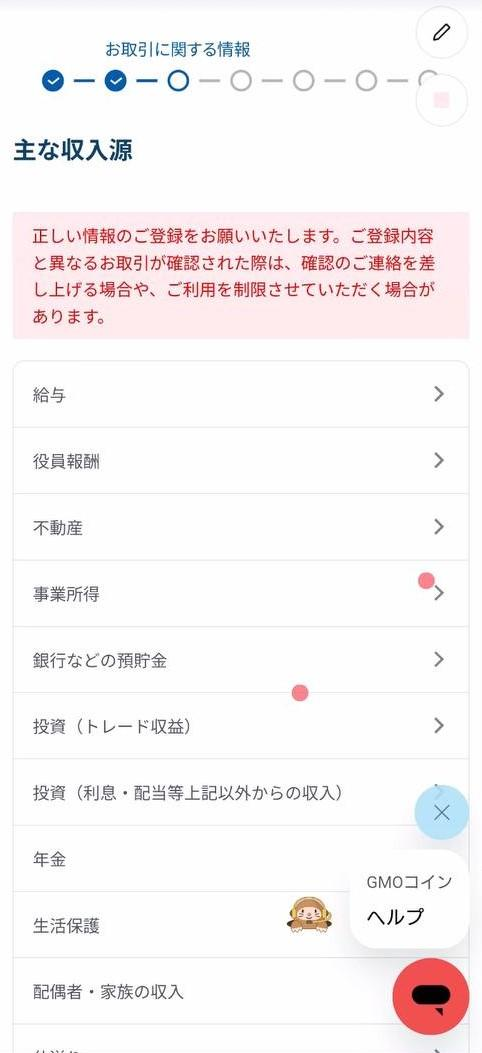 お取引に関する情報
主な収入源
正しい情報のご登録をお願いいたします。ご登録内容
と異なるお取引が確認された際は、確認のご連絡を差
し上げる場合や、ご利用を制限させていただく場合が
あります。
給与
役員報酬
不動産
事業所得
銀行などの預貯金
投資（トレード収益）
投資（利息・配当等上記以外からの収入）
年金
GMOコイン
ヘルプ
生活保護
配偶者・家族の収入